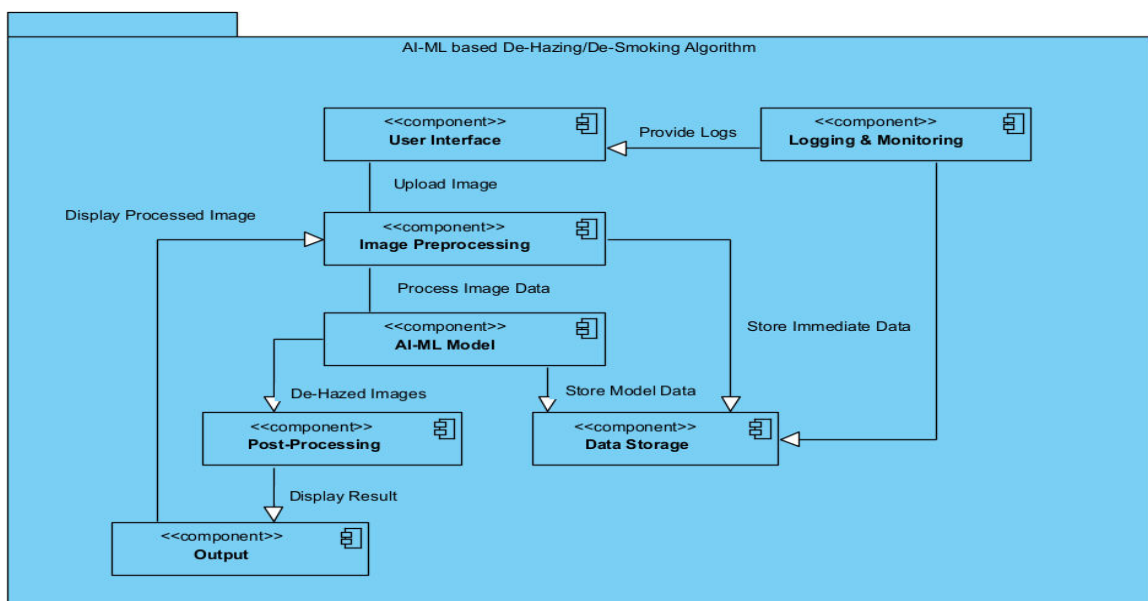 AI-ML based De-Hazing/De-Smoking Algorithm
<<component>>
User Interface
Provide Logs
<<component>>
Logging & Monitoring
Upload Image
Display Processed Image
<<component>>
Image Preprocessing
Process Image Data
<<component>>
AI-ML Model
Store Immediate Data
De-Hazed Images
Store Model Data
<<component>>
Post-Processing
<<component>>
Data Storage
Display Result
<<component>>
Output